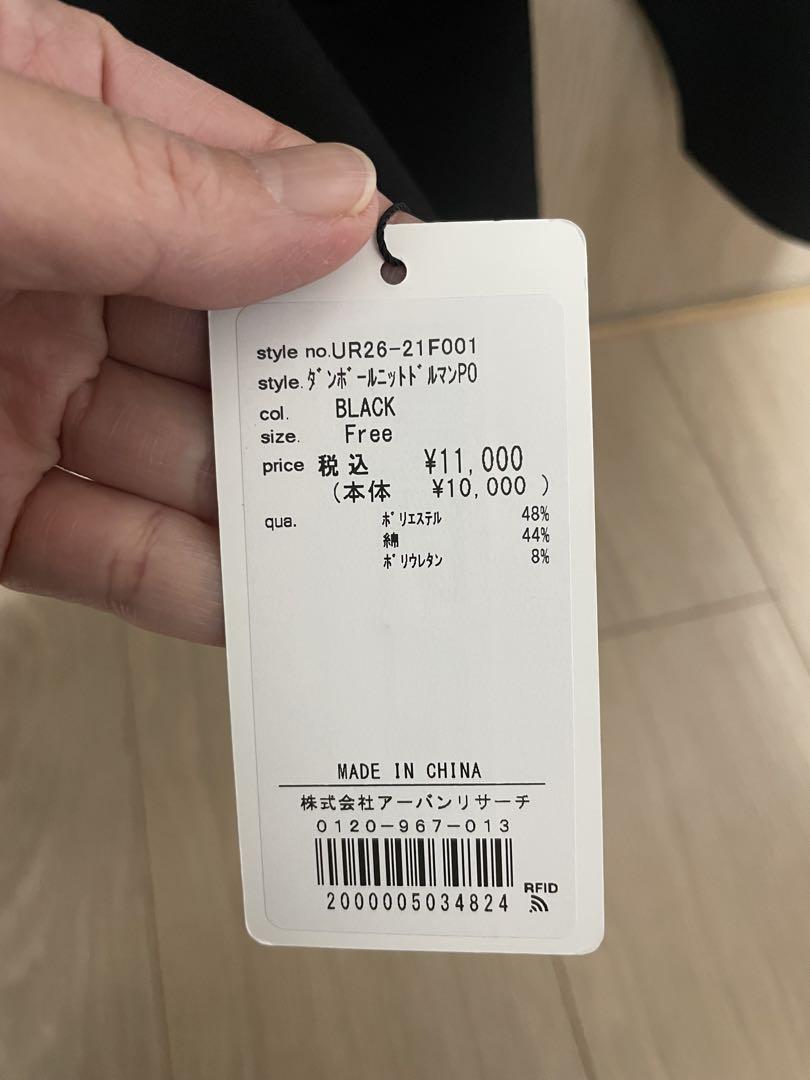 style no.UR26-21F001
style.ﾀﾞﾝﾎﾞｰﾙﾆｯﾄﾄﾞﾙﾏﾝPO
col. BLACK
size. Free
price 税込 ¥11,000
(本体 ¥10,000 )
qua. ﾎﾟﾘｴｽﾃﾙ 48%
綿 44%
ﾎﾟﾘｳﾚﾀﾝ 8%
MADE IN CHINA
株式会社アーバンリサーチ
0120-967-013
RFID
2000005034824